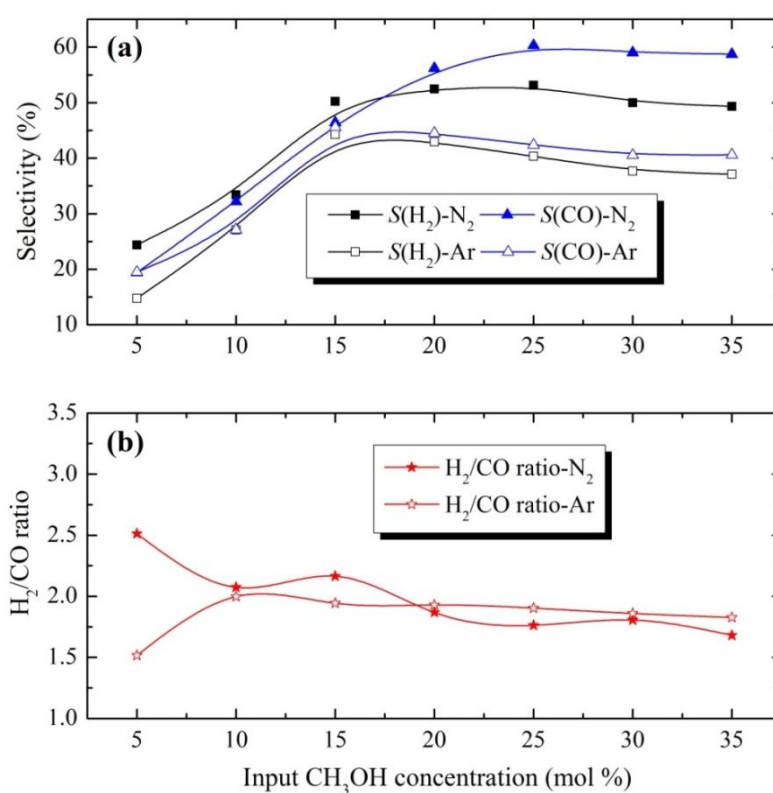 (a)
Selectivity (%)
60
50
40
30
20
10
S(H₂)-N₂ S(CO)-N₂
S(H₂)-Ar S(CO)-Ar
5 10 15 20 25 30 35
(b)
H₂/CO ratio
3.5
3.0
2.5
2.0
1.5
1.0
H₂/CO ratio-N₂
H₂/CO ratio-Ar
5 10 15 20 25 30 35
Input CH₃OH concentration (mol %)